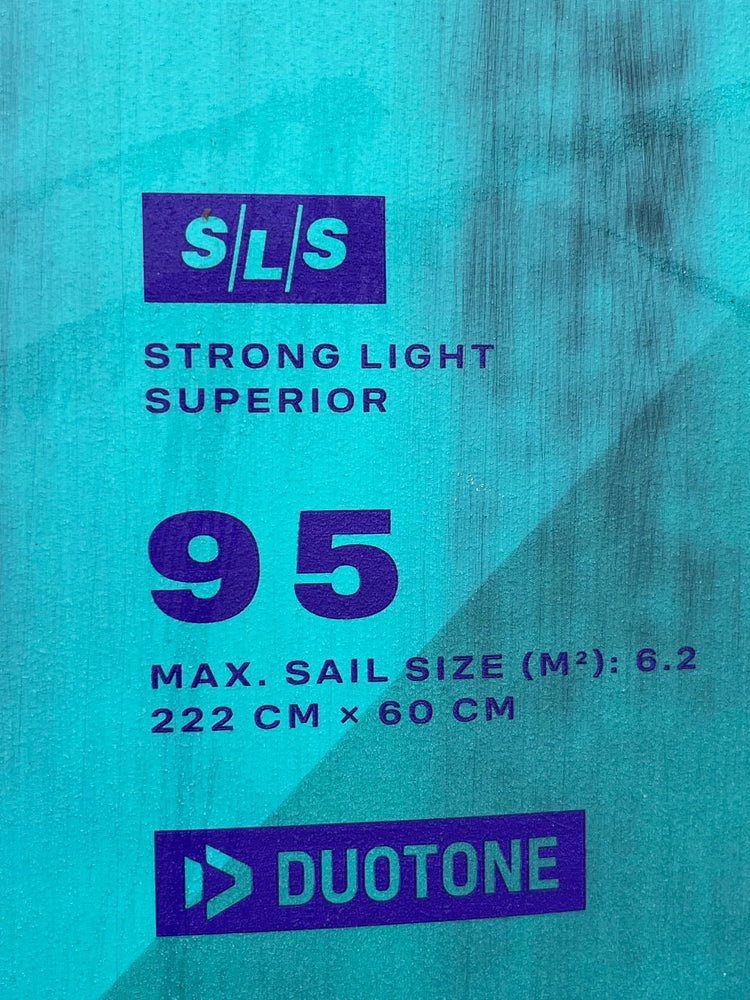 S/L/S
STRONG LIGHT
SUPERIOR
95
MAX. SAIL SIZE (M²): 6.2
222 CM × 60 CM
DUOTONE